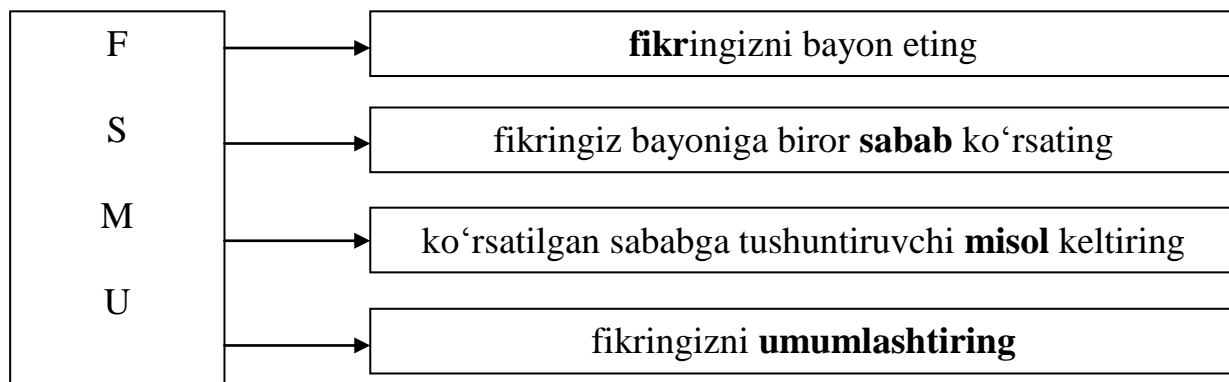 F
fikringizni bayon eting
S
fikringiz bayoniga biror sabab ko‘rsating
M
ko‘rsatilgan sababga tushuntiruvchi misol keltiring
U
fikringizni umumlashtiring